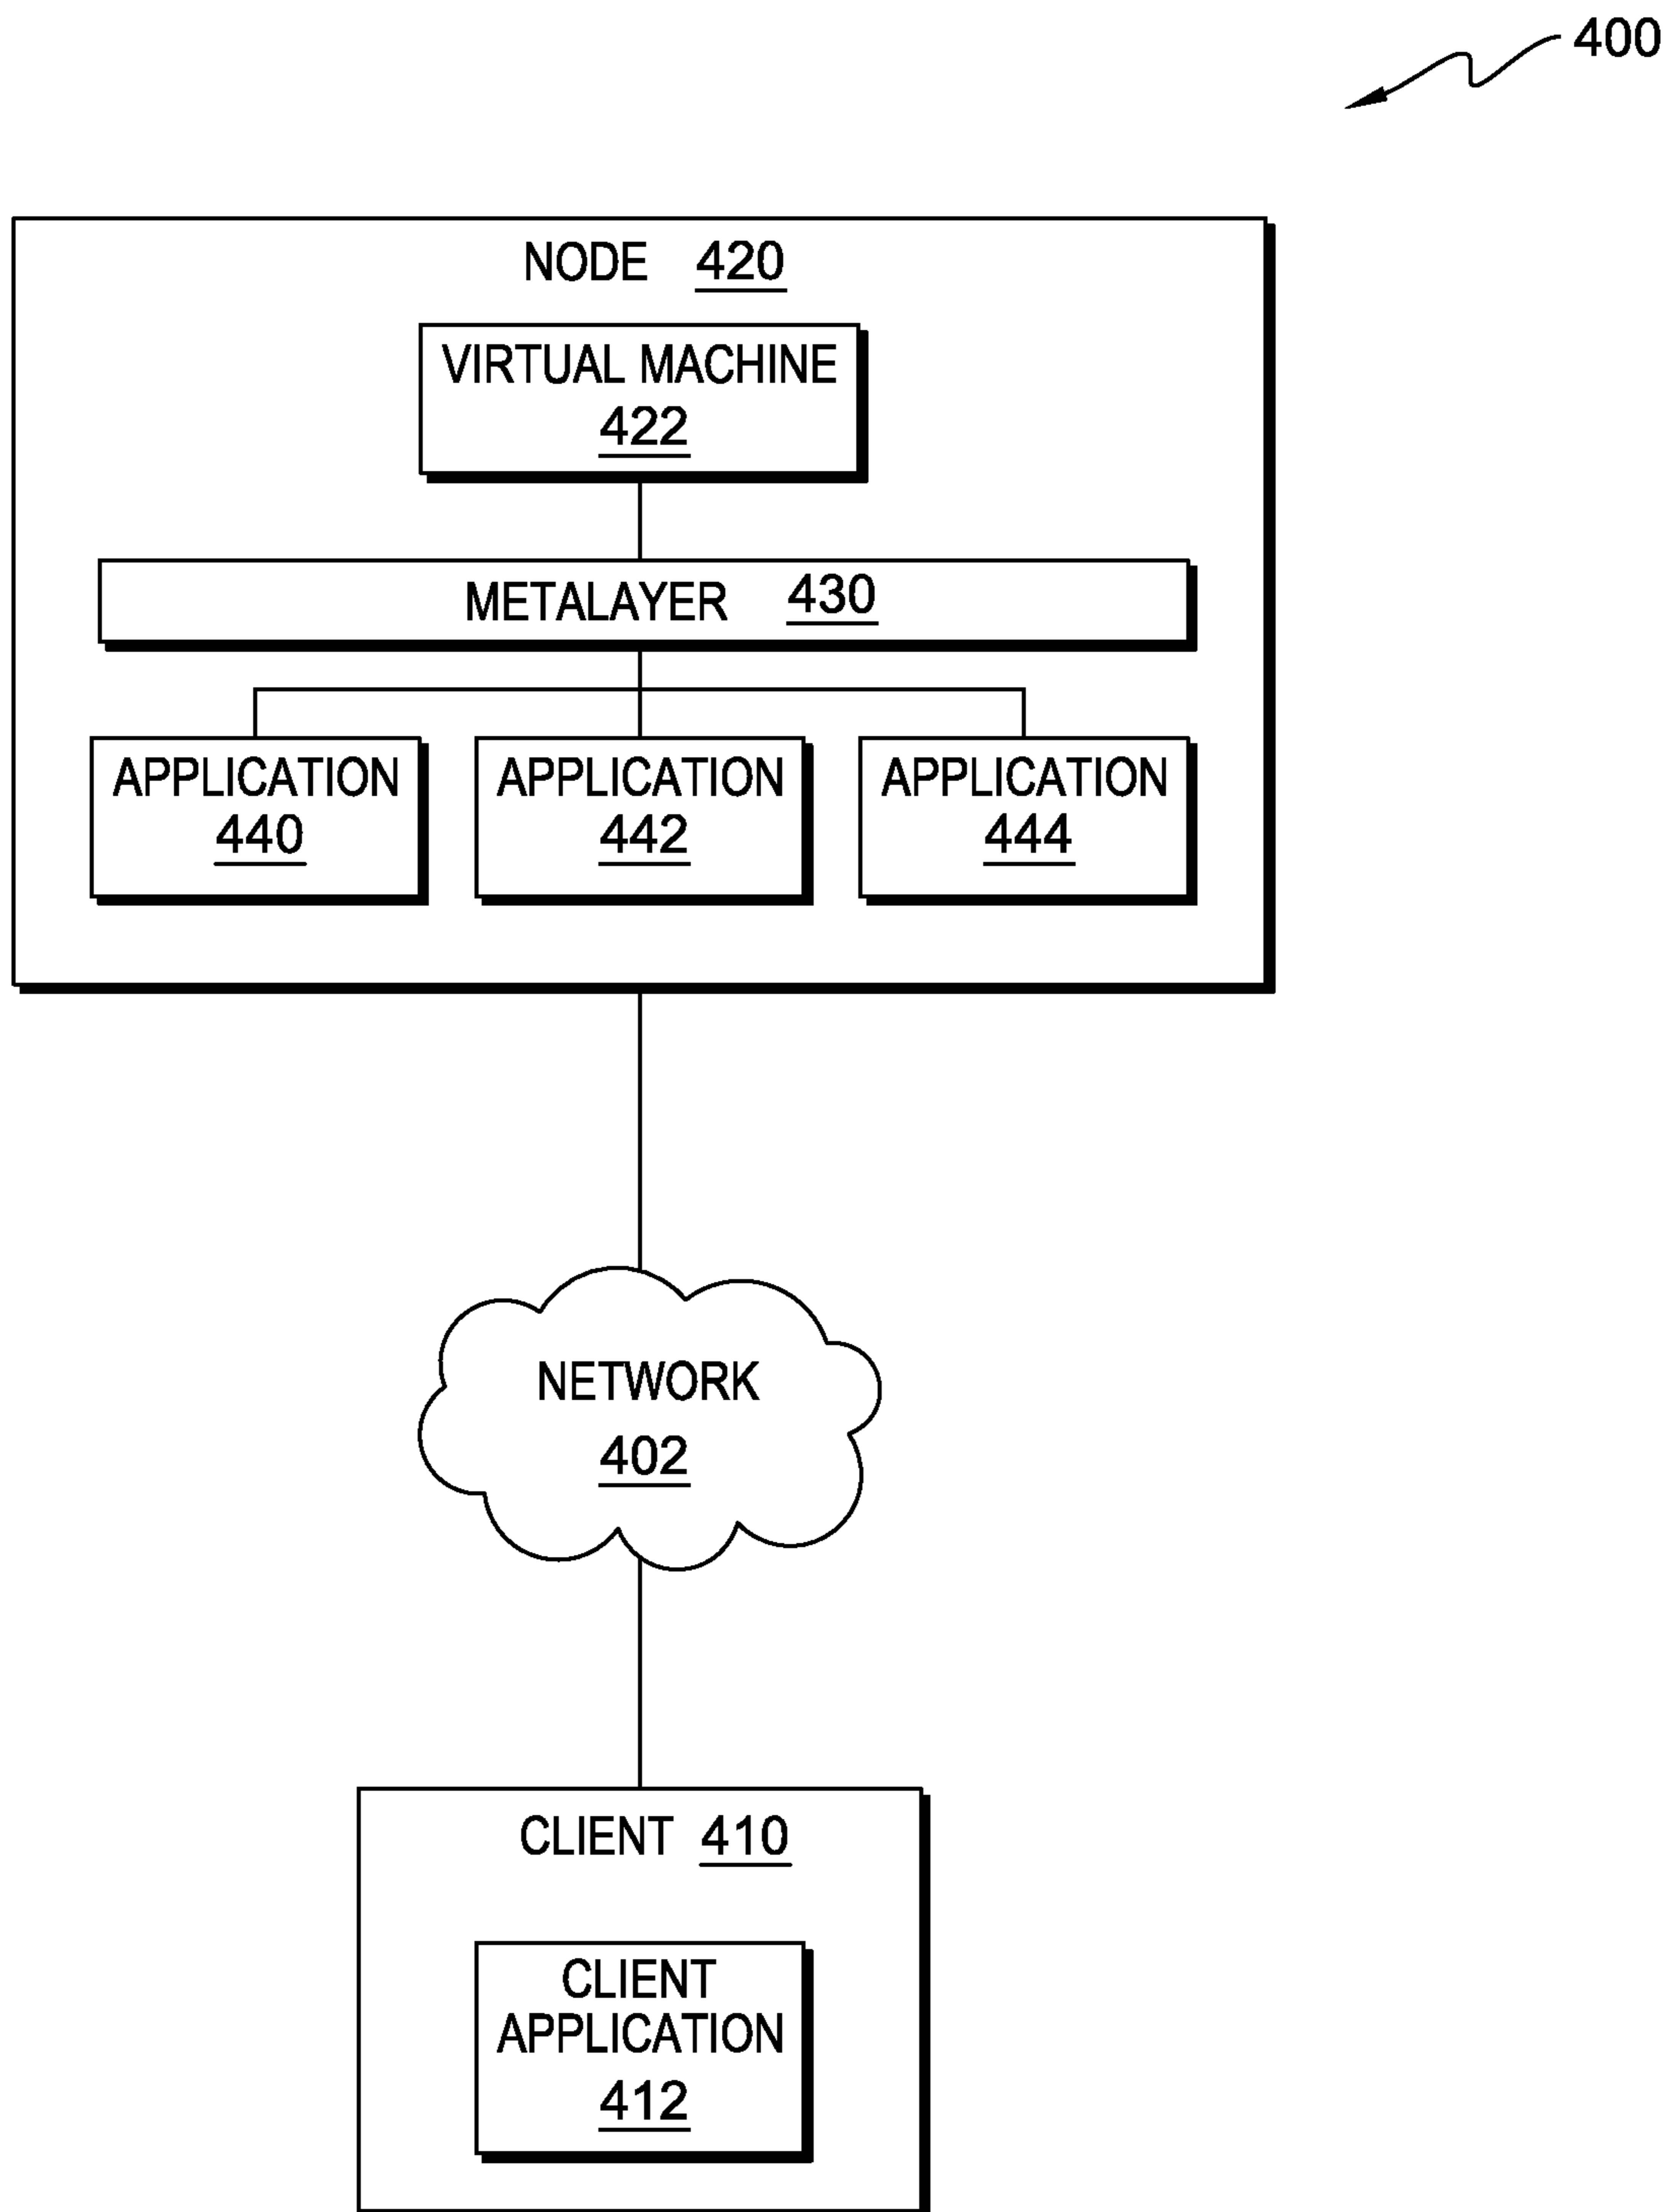 400
NODE 420
VIRTUAL MACHINE
422
METALAYER 430
APPLICATION
440
APPLICATION
442
APPLICATION
444
NETWORK
402
CLIENT 410
CLIENT
APPLICATION
412